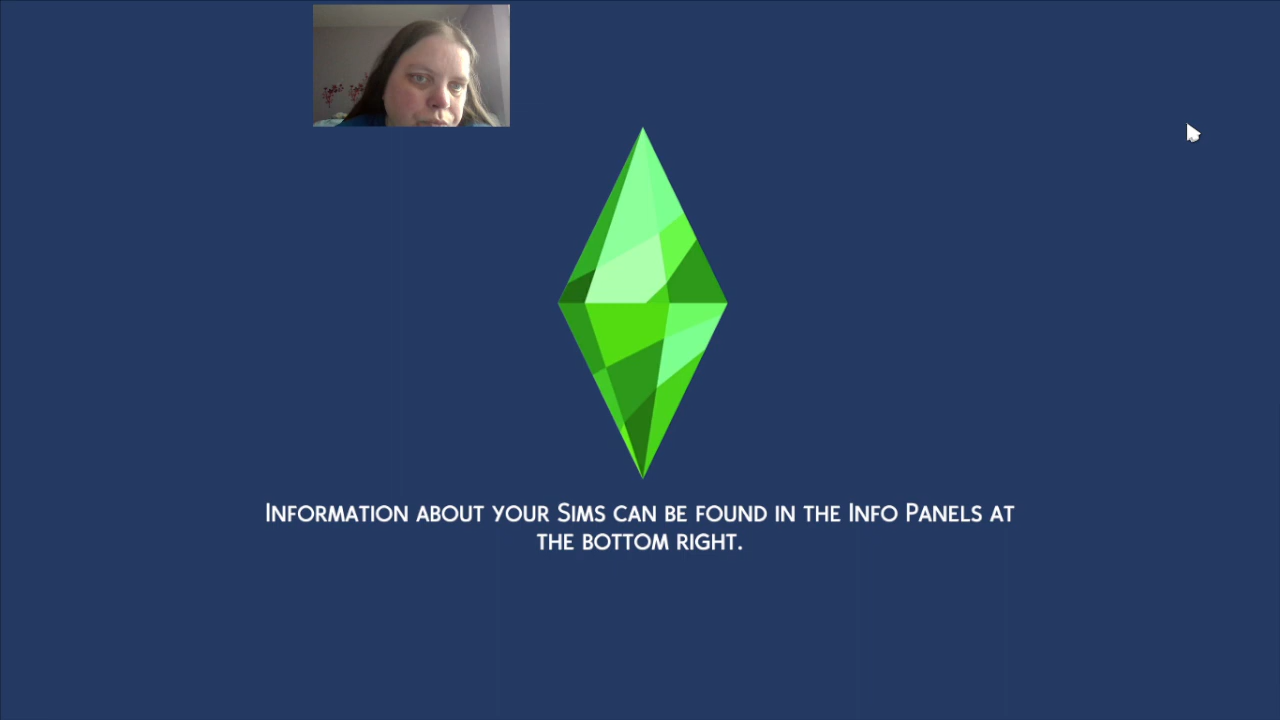 Information about your Sims can be found in the Info Panels at
the bottom right.